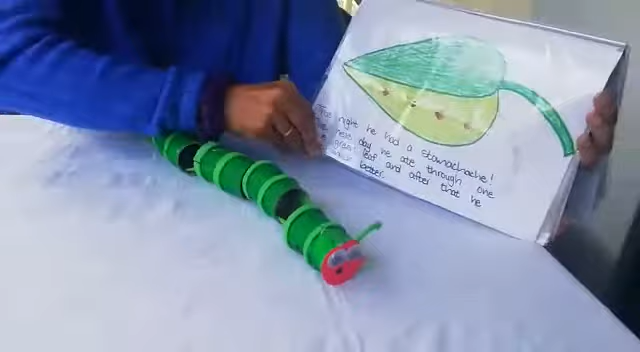 night he had a stomachache!
next day he ate through one
green leaf and after that he
better.